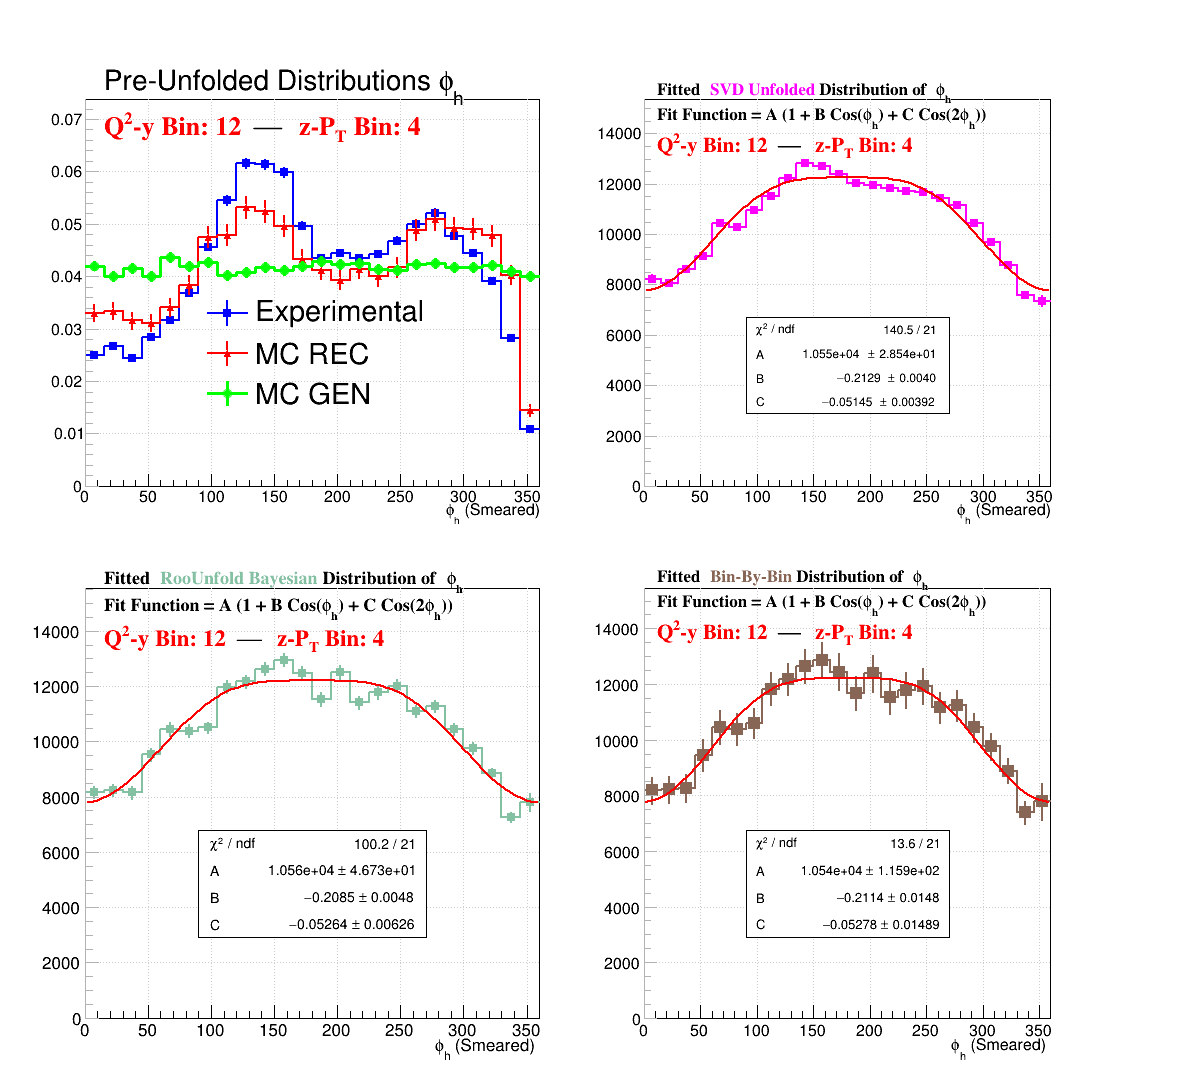 Pre-Unfolded Distributions ϕh
Q²-y Bin: 12 — z-PT Bin: 4
0.07
0.06
0.05
0.04
0.03
0.02
0.01
0
Experimental
MC REC
MC GEN
0 50 100 150 200 250 300 350
ϕh (Smeared)
Fitted SVD Unfolded Distribution of ϕh
Fit Function = A (1 + B Cos(ϕh) + C Cos(2ϕh))
Q²-y Bin: 12 — z-PT Bin: 4
14000
12000
10000
8000
6000
4000
2000
0
χ² / ndf 140.5 / 21
A 1.055e+04 ± 2.854e+01
B −0.2129 ± 0.0040
C −0.05145 ± 0.00392
0 50 100 150 200 250 300 350
ϕh (Smeared)
Fitted RooUnfold Bayesian Distribution of ϕh
Fit Function = A (1 + B Cos(ϕh) + C Cos(2ϕh))
Q²-y Bin: 12 — z-PT Bin: 4
14000
12000
10000
8000
6000
4000
2000
0
χ² / ndf 100.2 / 21
A 1.056e+04 ± 4.673e+01
B −0.2085 ± 0.0048
C −0.05264 ± 0.00626
0 50 100 150 200 250 300 350
ϕh (Smeared)
Fitted Bin-By-Bin Distribution of ϕh
Fit Function = A (1 + B Cos(ϕh) + C Cos(2ϕh))
Q²-y Bin: 12 — z-PT Bin: 4
14000
12000
10000
8000
6000
4000
2000
0
χ² / ndf 13.6 / 21
A 1.054e+04 ± 1.159e+02
B −0.2114 ± 0.0148
C −0.05278 ± 0.01489
0 50 100 150 200 250 300 350
ϕh (Smeared)